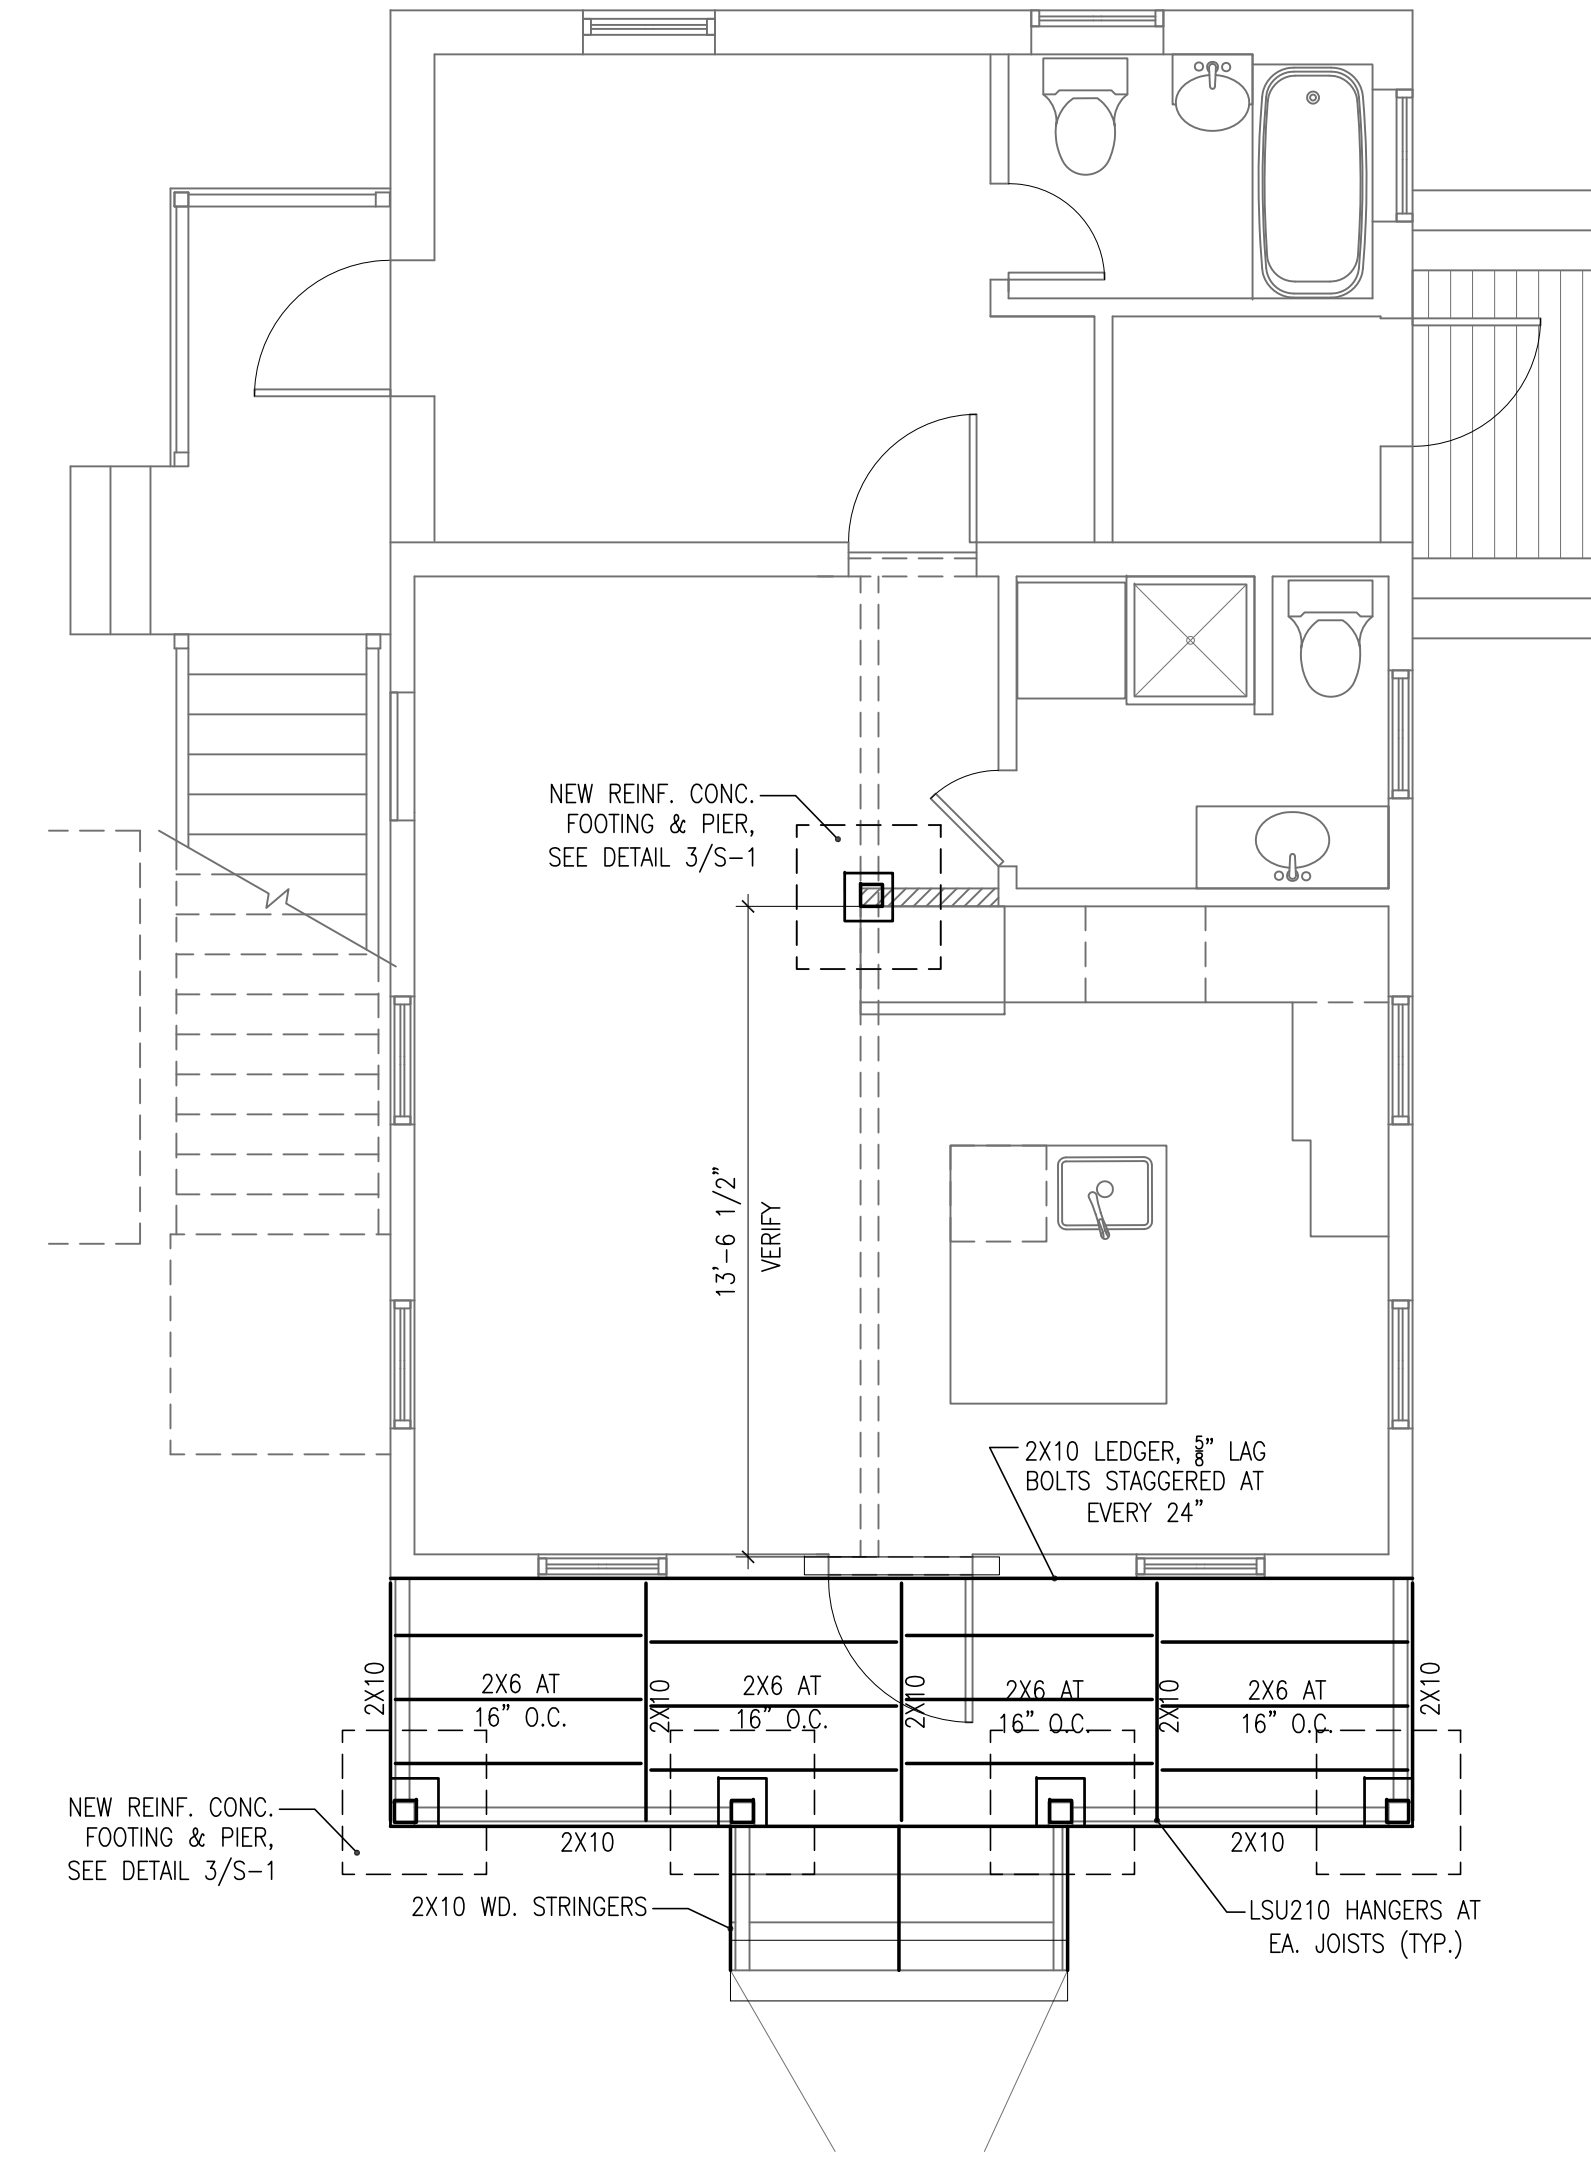 NEW REINF. CONC.
FOOTING & PIER,
SEE DETAIL 3/S-1
13'-6 1/2"
VERIFY
2X10 LEDGER, 5/8" LAG
BOLTS STAGGERED AT
EVERY 24"
2X10
2X6 AT
16" O.C.
2X10
2X6 AT
16" O.C.
2X10
2X6 AT
16" O.C.
2X10
2X6 AT
16" O.C.
2X10
NEW REINF. CONC.
FOOTING & PIER,
SEE DETAIL 3/S-1
2X10
2X10
2X10 WD. STRINGERS
LSU210 HANGERS AT
EA. JOISTS (TYP.)